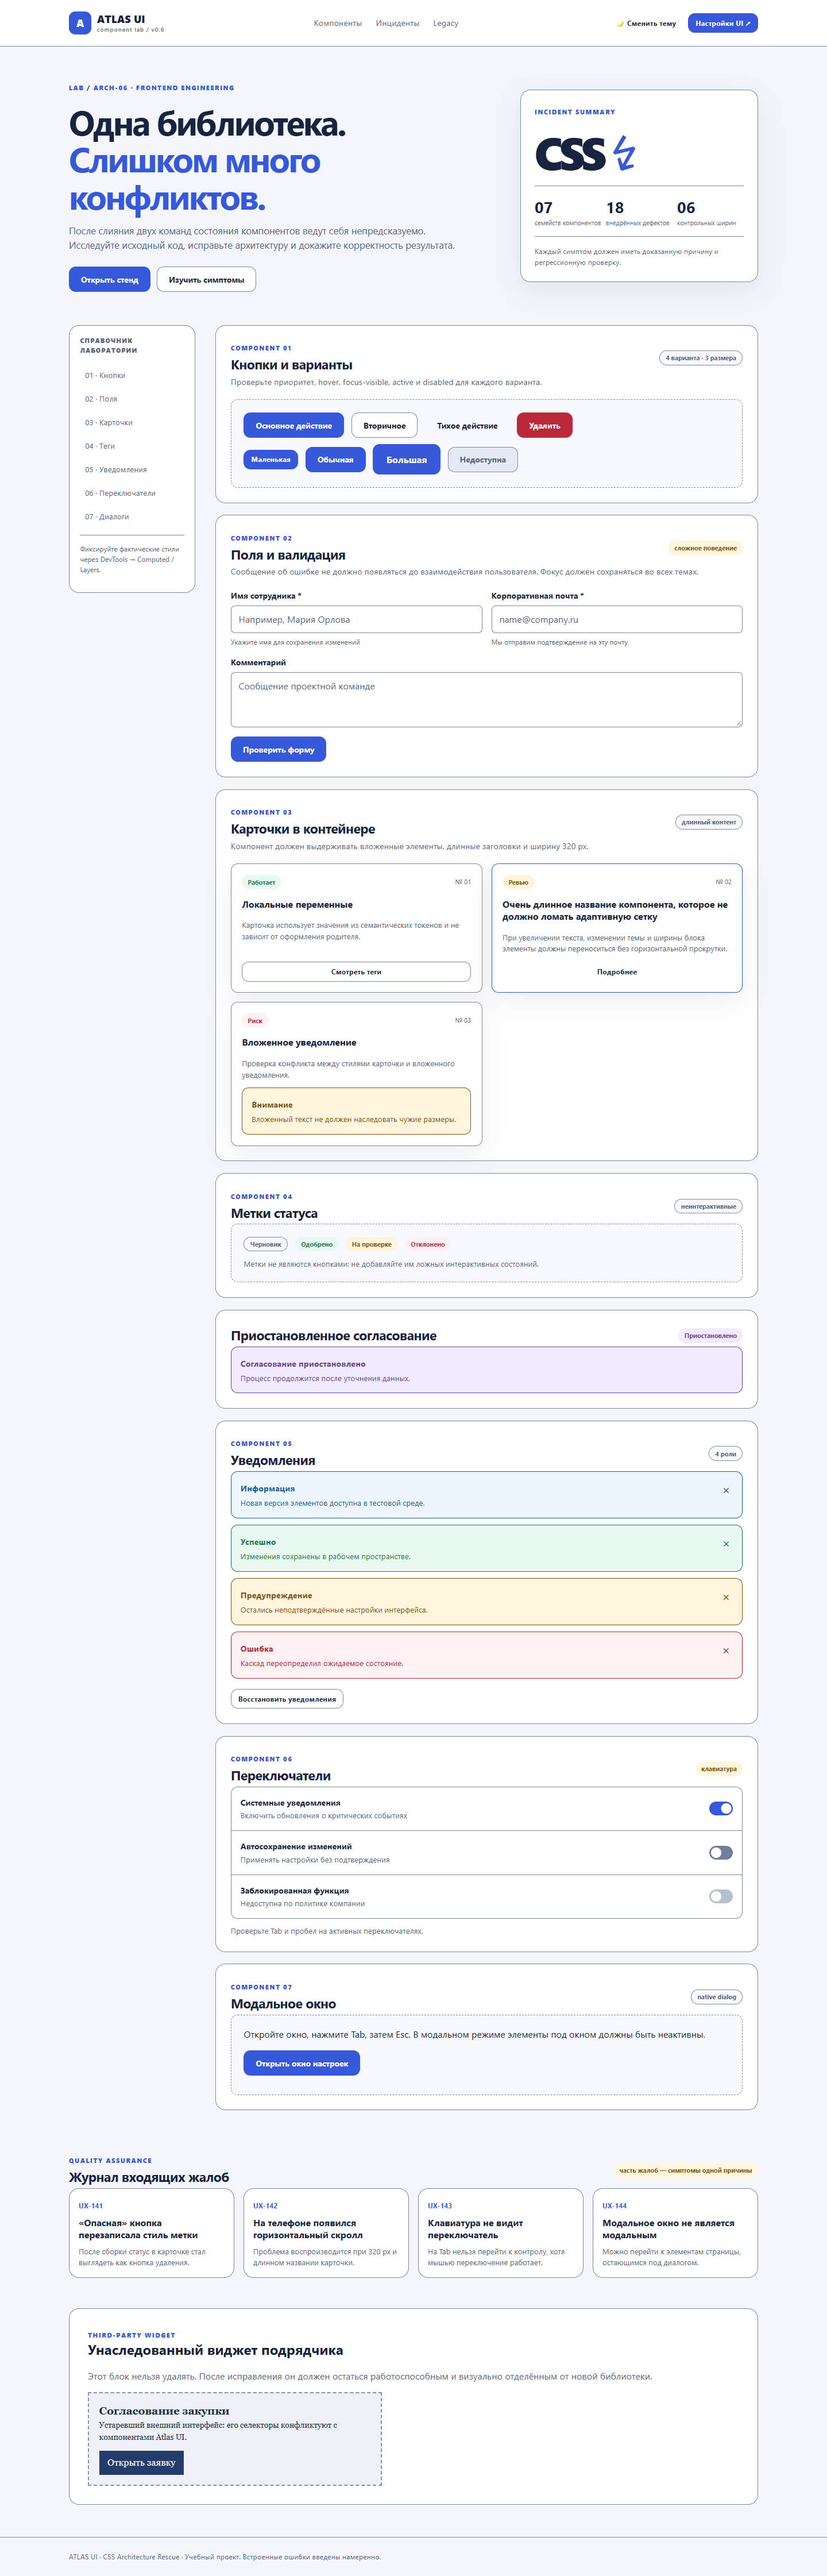 A
ATLAS UI
component lab / v0.6
Компоненты Инциденты Legacy
🌙 Сменить тему
Настройки UI ↗
LAB / ARCH-06 · FRONTEND ENGINEERING
Одна библиотека.
Слишком много
конфликтов.
После слияния двух команд состояния компонентов ведут себя непредсказуемо.
Исследуйте исходный код, исправьте архитектуру и докажите корректность результата.
Открыть стенд
Изучить симптомы
INCIDENT SUMMARY
CSS↯
07 18 06
семейств компонентов внедрённых дефектов контрольных ширин
Каждый симптом должен иметь доказанную причину и
регрессионную проверку.
СПРАВОЧНИК
ЛАБОРАТОРИИ
01 · Кнопки
02 · Поля
03 · Карточки
04 · Теги
05 · Уведомления
06 · Переключатели
07 · Диалоги
Фиксируйте фактические стили
через DevTools → Computed /
Layers.
COMPONENT 01
Кнопки и варианты
4 варианта · 3 размера
Проверьте приоритет, hover, focus-visible, active и disabled для каждого варианта.
Основное действие Вторичное Тихое действие Удалить
Маленькая Обычная Большая Недоступна
COMPONENT 02
Поля и валидация
сложное поведение
Сообщение об ошибке не должно появляться до взаимодействия пользователя. Фокус должен сохраняться во всех темах.
Имя сотрудника *
Например, Мария Орлова
Укажите имя для сохранения изменений
Корпоративная почта *
name@company.ru
Мы отправим подтверждение на эту почту
Комментарий
Сообщение проектной команде
Проверить форму
COMPONENT 03
Карточки в контейнере
длинный контент
Компонент должен выдерживать вложенные элементы, длинные заголовки и ширину 320 px.
Работает № 01
Локальные переменные
Карточка использует значения из семантических токенов и не
зависит от оформления родителя.
Смотреть теги
Ревью № 02
Очень длинное название компонента, которое не
должно ломать адаптивную сетку
При увеличении текста, изменении темы и ширины блока
элементы должны переноситься без горизонтальной прокрутки.
Подробнее
Риск № 03
Вложенное уведомление
Проверка конфликта между стилями карточки и вложенного
уведомления.
Внимание
Вложенный текст не должен наследовать чужие размеры.
COMPONENT 04
Метки статуса
неинтерактивные
Черновик Одобрено На проверке Отклонено
Метки не являются кнопками: не добавляйте им ложных интерактивных состояний.
Приостановленное согласование
Приостановлено
Согласование приостановлено
Процесс продолжится после уточнения данных.
COMPONENT 05
Уведомления
4 роли
Информация ×
Новая версия элементов доступна в тестовой среде.
Успешно ×
Изменения сохранены в рабочем пространстве.
Предупреждение ×
Остались неподтверждённые настройки интерфейса.
Ошибка ×
Каскад переопределил ожидаемое состояние.
Восстановить уведомления
COMPONENT 06
Переключатели
клавиатура
Системные уведомления
Включить обновления о критических событиях
Автосохранение изменений
Применять настройки без подтверждения
Заблокированная функция
Недоступна по политике компании
Проверьте Tab и пробел на активных переключателях.
COMPONENT 07
Модальное окно
native dialog
Откройте окно, нажмите Tab, затем Esc. В модальном режиме элементы под окном должны быть неактивны.
Открыть окно настроек
QUALITY ASSURANCE
Журнал входящих жалоб
часть жалоб — симптомы одной причины
UX-141
«Опасная» кнопка
перезаписала стиль метки
После сборки статус в карточке стал
выглядеть как кнопка удаления.
UX-142
На телефоне появился
горизонтальный скролл
Проблема воспроизводится при 320 px и
длинном названии карточки.
UX-143
Клавиатура не видит
переключатель
На Tab нельзя перейти к контролу, хотя
мышью переключение работает.
UX-144
Модальное окно не является
модальным
Можно перейти к элементам страницы,
остающимся под диалогом.
THIRD-PARTY WIDGET
Унаследованный виджет подрядчика
Этот блок нельзя удалять. После исправления он должен остаться работоспособным и визуально отделённым от новой библиотеки.
Согласование закупки
Устаревший внешний интерфейс: его селекторы конфликтуют с
компонентами Atlas UI.
Открыть заявку
ATLAS UI · CSS Architecture Rescue · Учебный проект. Встроенные ошибки введены намеренно.